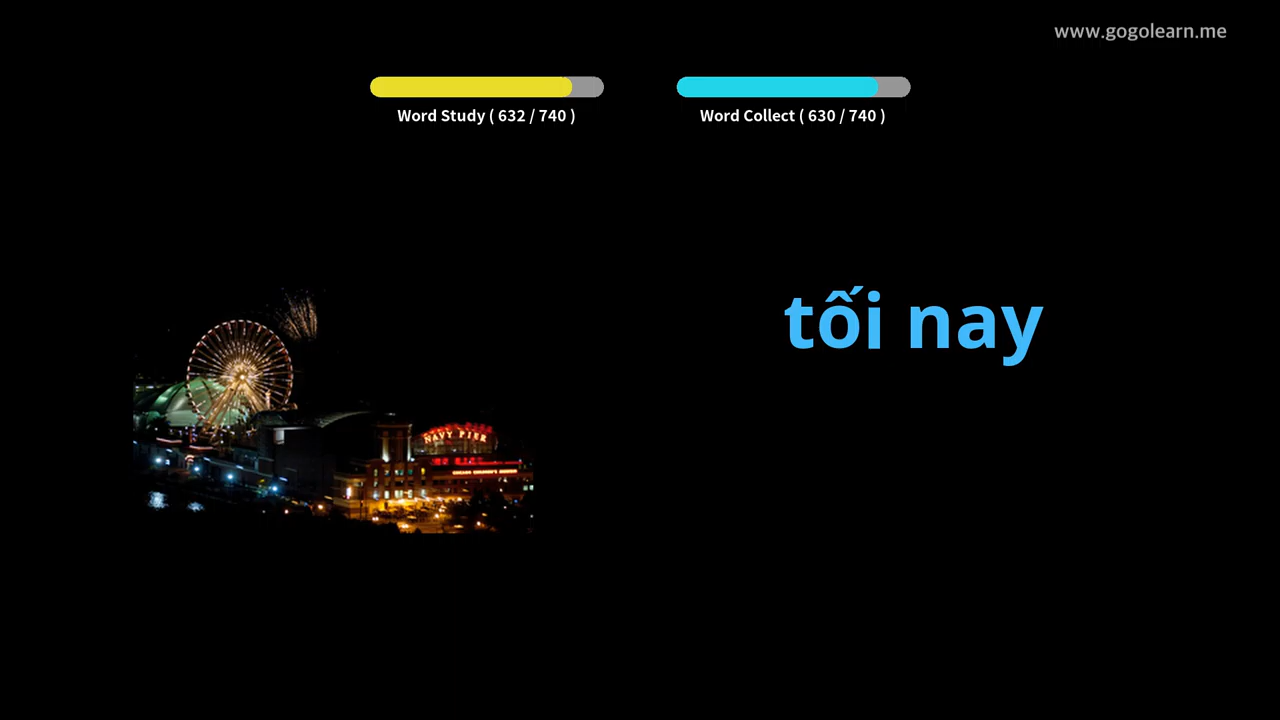 www.gogolearn.me
Word Study ( 632 / 740 )
Word Collect ( 630 / 740 )
tối nay
NAVY PIER